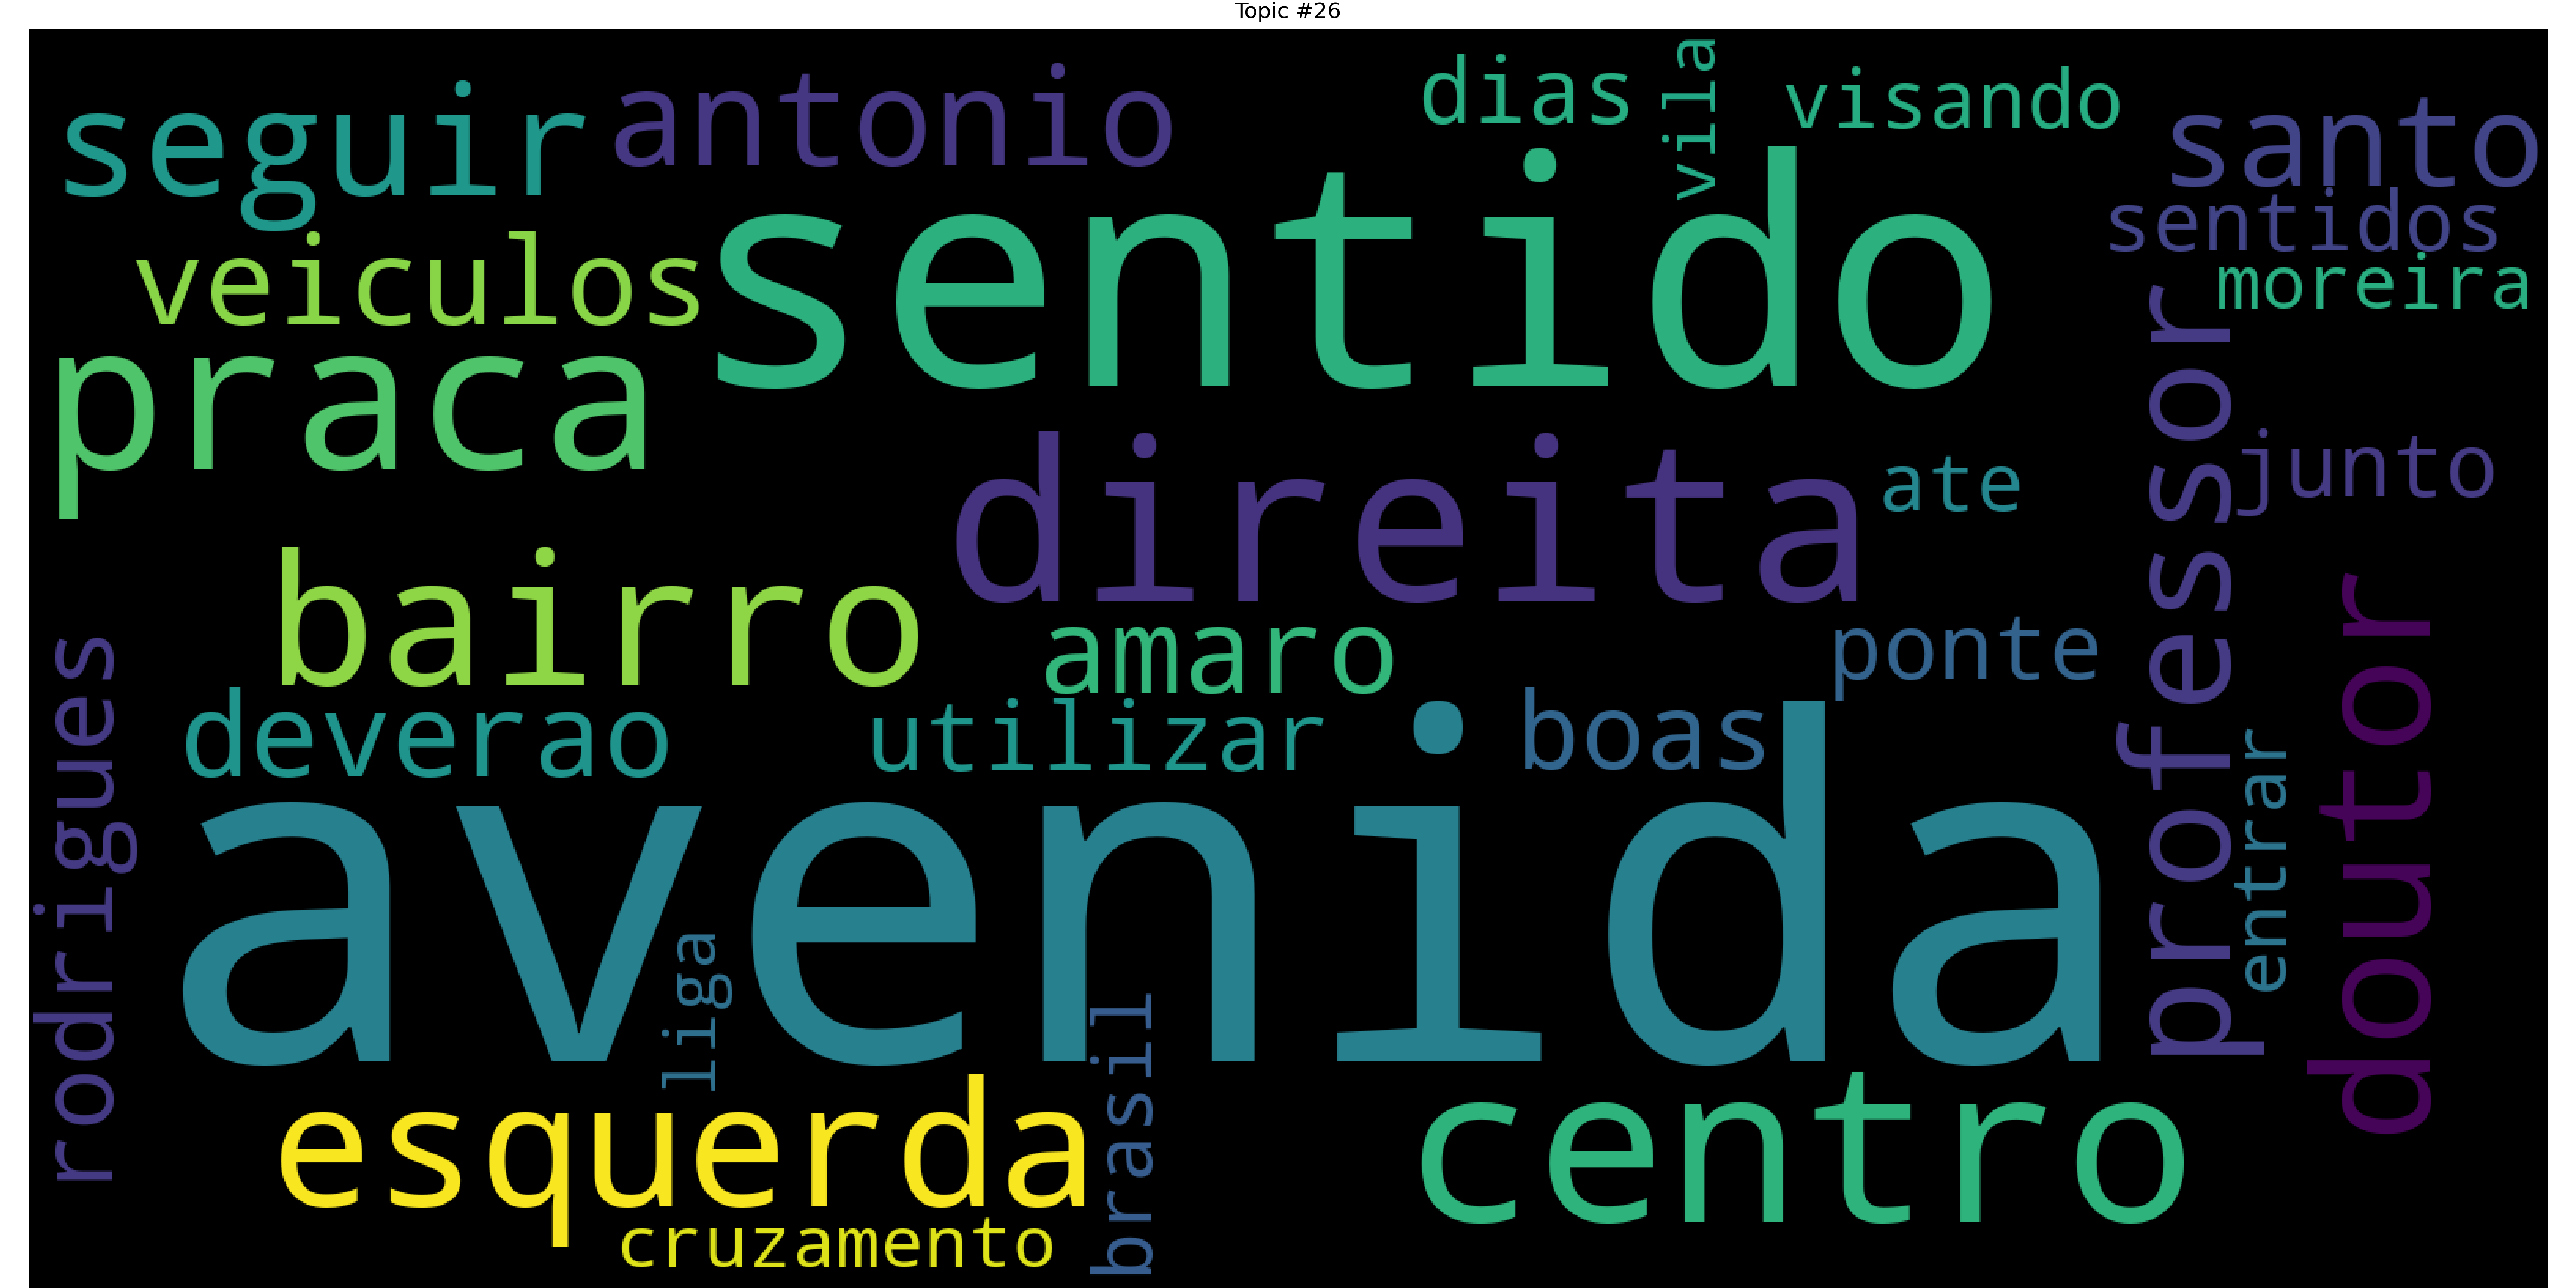 Topic #26
seguir
antonio
dias
vila
visando
santo
sentido
sentidos
veiculos
moreira
praca
direita
ate
junto
professor
bairro
amaro
ponte
doutor
rodrigues
deverao
utilizar
boas
entrar
avenida
liga
brasil
esquerda
centro
cruzamento